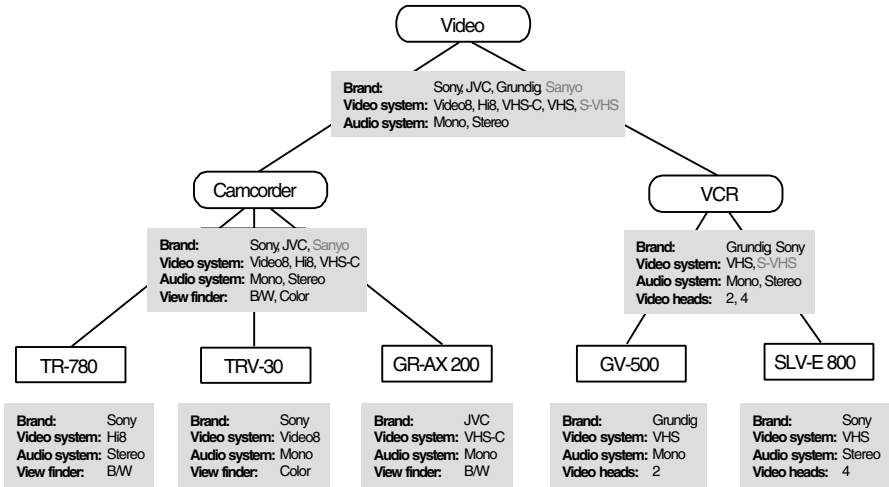 Video
Brand: Sony, JVC, Grundig, Sanyo
Video system: Video8, Hi8, VHS-C, VHS, S-VHS
Audio system: Mono, Stereo
Camcorder
VCR
Brand: Sony, JVC, Sanyo
Video system: Video8, Hi8, VHS-C
Audio system: Mono, Stereo
View finder: B/W, Color
Brand: Grundig, Sony
Video system: VHS, S-VHS
Audio system: Mono, Stereo
Video heads: 2, 4
TR-780
TRV-30
GR-AX 200
GV-500
SLV-E 800
Brand: Sony
Video system: Hi8
Audio system: Stereo
View finder: B/W
Brand: Sony
Video system: Video8
Audio system: Mono
View finder: Color
Brand: JVC
Video system: VHS-C
Audio system: Mono
View finder: B/W
Brand: Grundig
Video system: VHS
Audio system: Mono
Video heads: 2
Brand: Sony
Video system: VHS
Audio system: Stereo
Video heads: 4